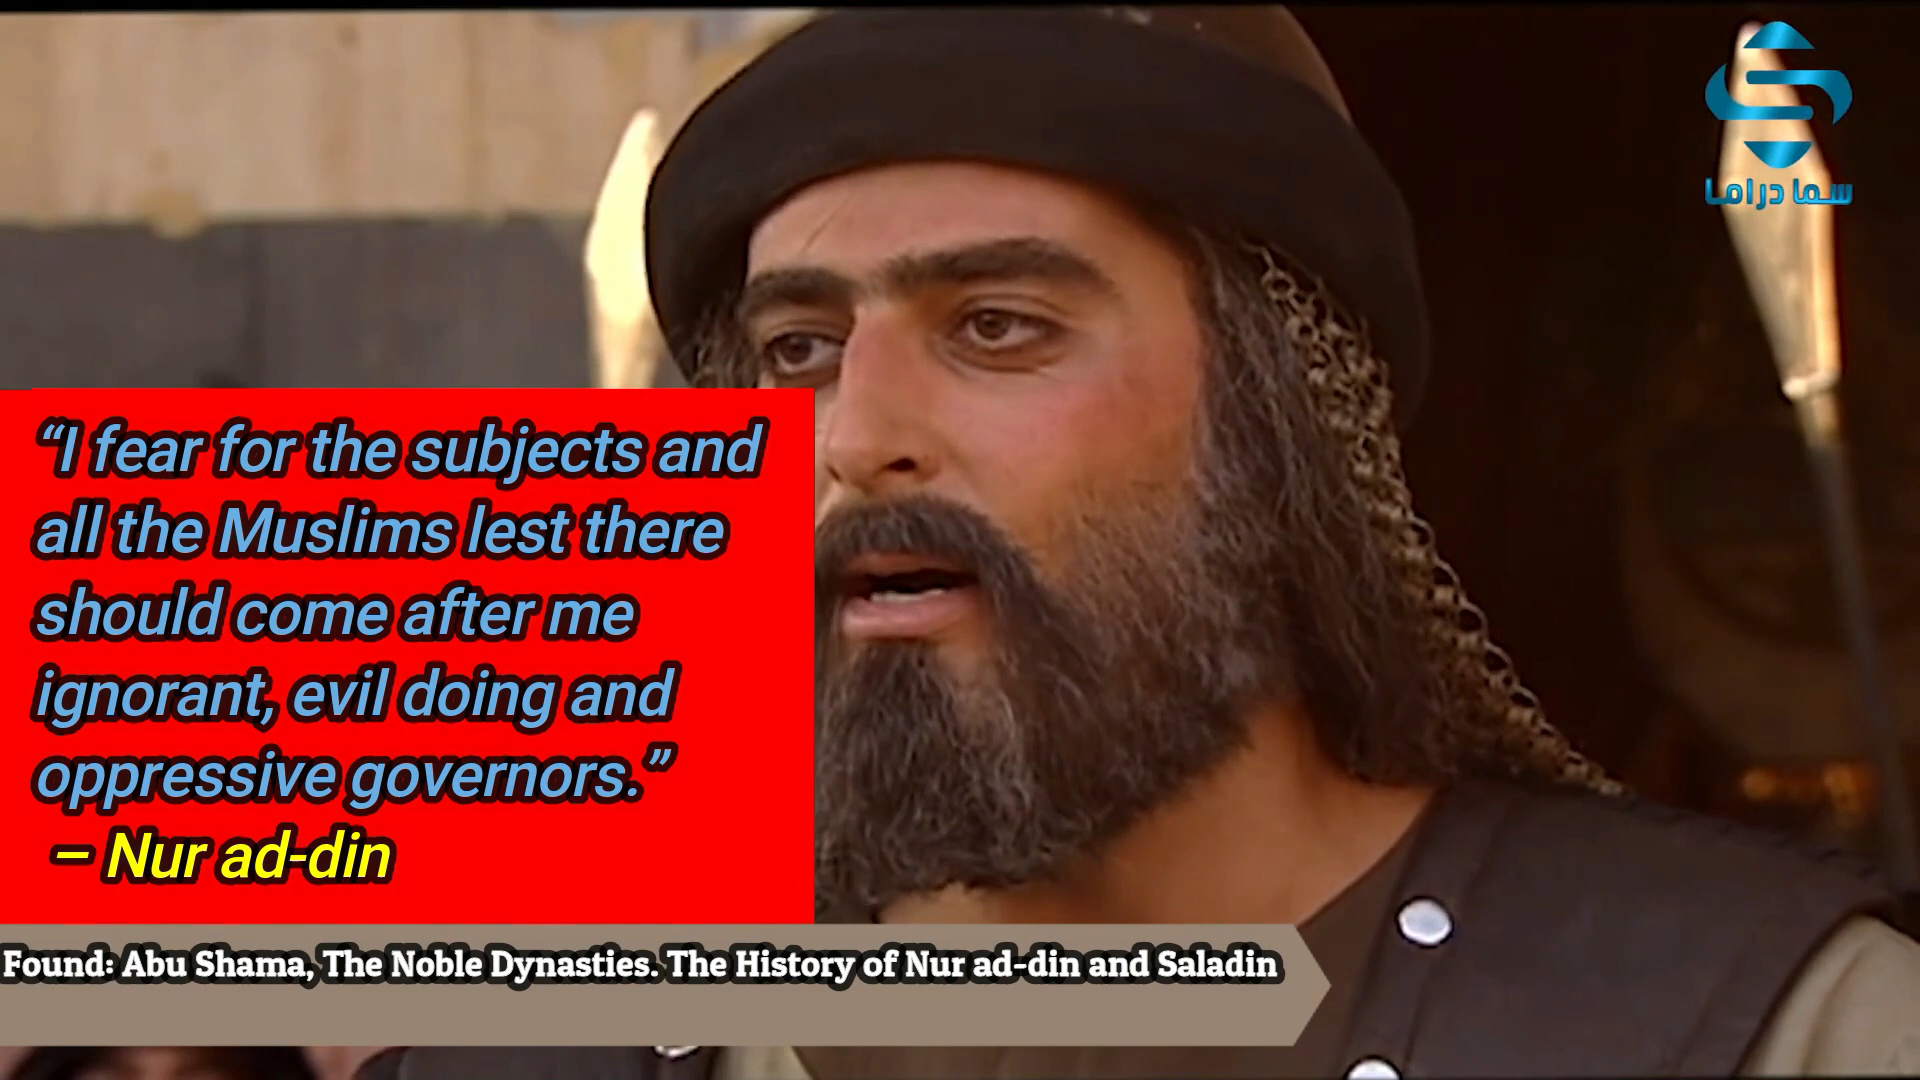 سما دراما
“I fear for the subjects and
all the Muslims lest there
should come after me
ignorant, evil doing and
oppressive governors.”
– Nur ad-din
Found: Abu Shama, The Noble Dynasties. The History of Nur ad-din and Saladin